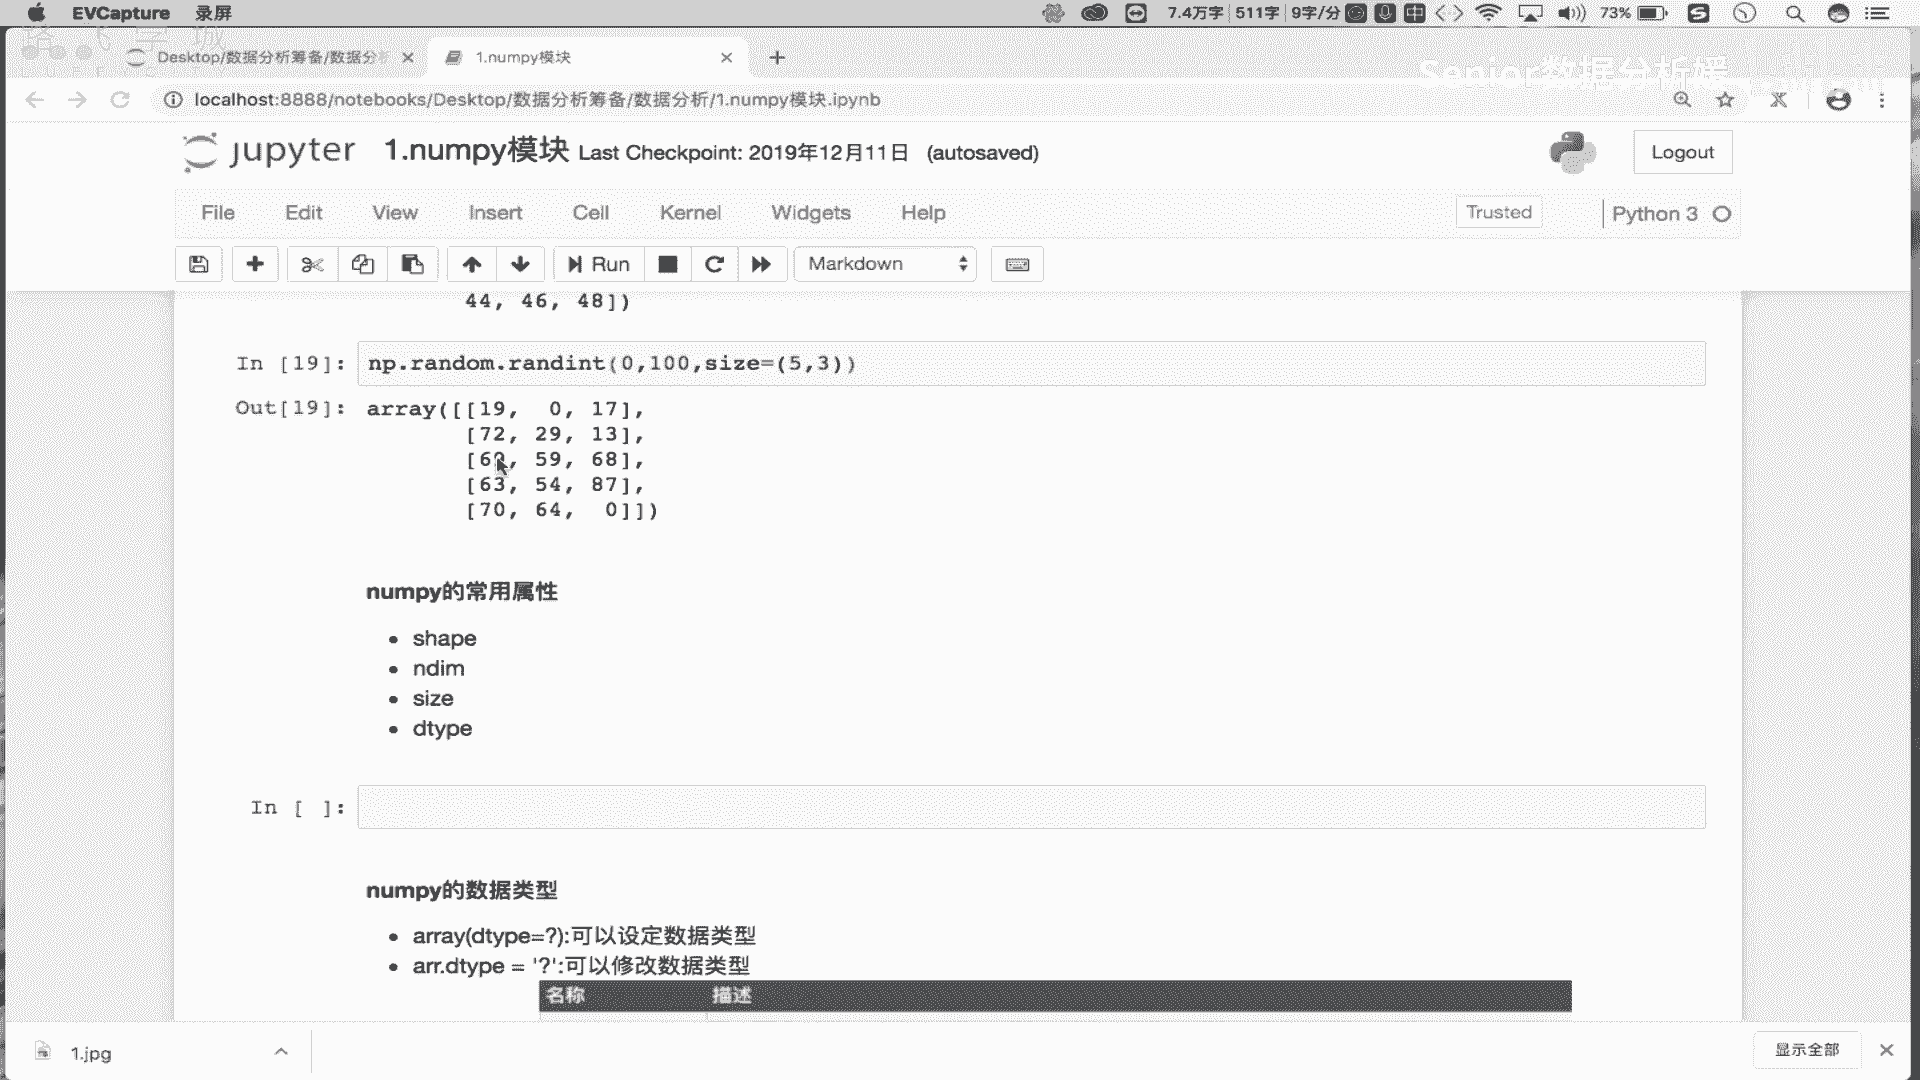 EVCapture 录屏 7.4万字 511字 9字/分 中 73%
Desktop/数据分析筹备/数据分析 1.numpy模块
Senior数据分析媛
localhost:8888/notebooks/Desktop/数据分析筹备/数据分析/1.numpy模块.ipynb
jupyter 1.numpy模块 Last Checkpoint: 2019年12月11日 (autosaved) Logout
File Edit View Insert Cell Kernel Widgets Help Trusted Python 3
Run Markdown
44, 46, 48])
In [19]: np.random.randint(0,100,size=(5,3))
Out[19]: array([[19, 0, 17],
[72, 29, 13],
59, 68],
[63, 54, 87],
[70, 64, 0]])
numpy的常用属性
• shape
• ndim
• size
• dtype
In [ ]:
numpy的数据类型
• array(dtype=?):可以设定数据类型
• arr.dtype = '?':可以修改数据类型
名称 描述
1.jpg 显示全部